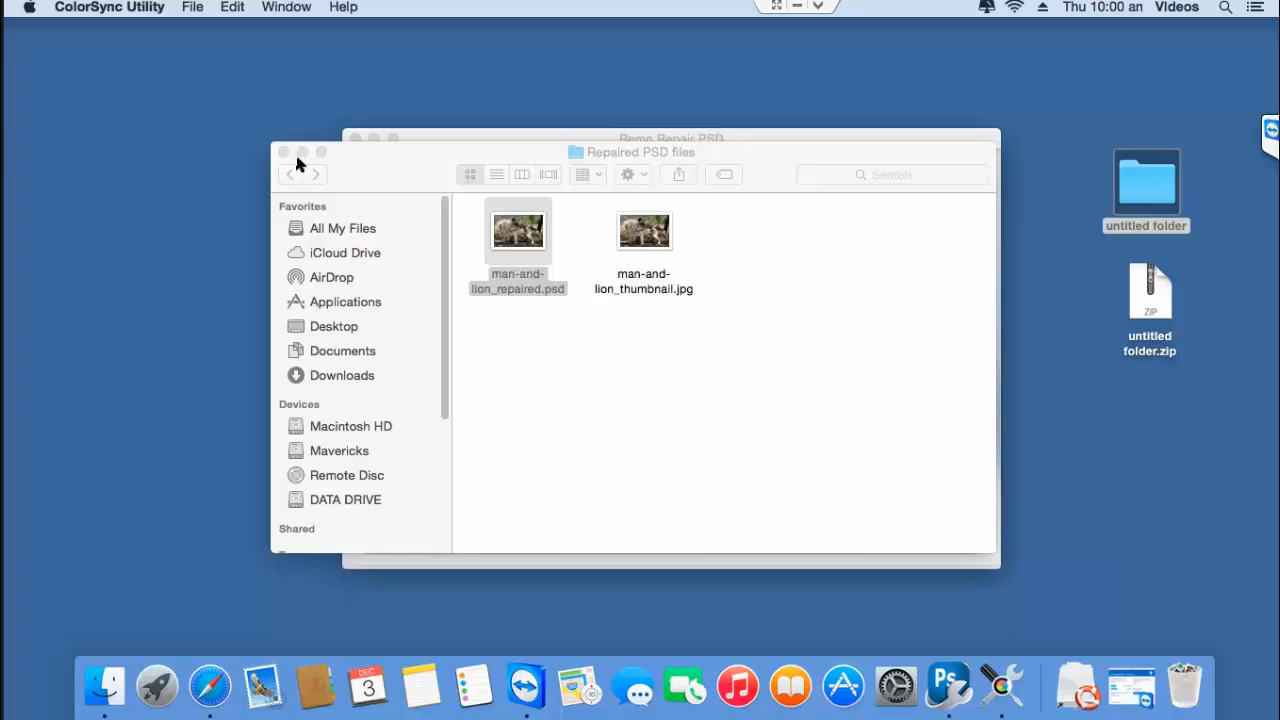 ColorSync Utility File Edit Window Help Thu 10:00 an Videos
Remo Repair PSD
Repaired PSD files
Search
Favorites
All My Files
iCloud Drive
AirDrop
Applications
Desktop
Documents
Downloads
Devices
Macintosh HD
Mavericks
Remote Disc
DATA DRIVE
Shared
man-and-
lion_repaired.psd
man-and-
lion_thumbnail.jpg
untitled folder
ZIP
untitled
folder.zip
DEC
3
Ps